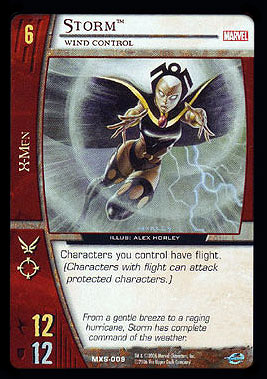 6
STORM™
WIND CONTROL
MARVEL
X-MEN
ILLUS: ALEX HORLEY
Characters you control have flight.
(Characters with flight can attack
protected characters.)
From a gentle breeze to a raging
hurricane, Storm has complete
command of the weather.
12
12
MXS-009